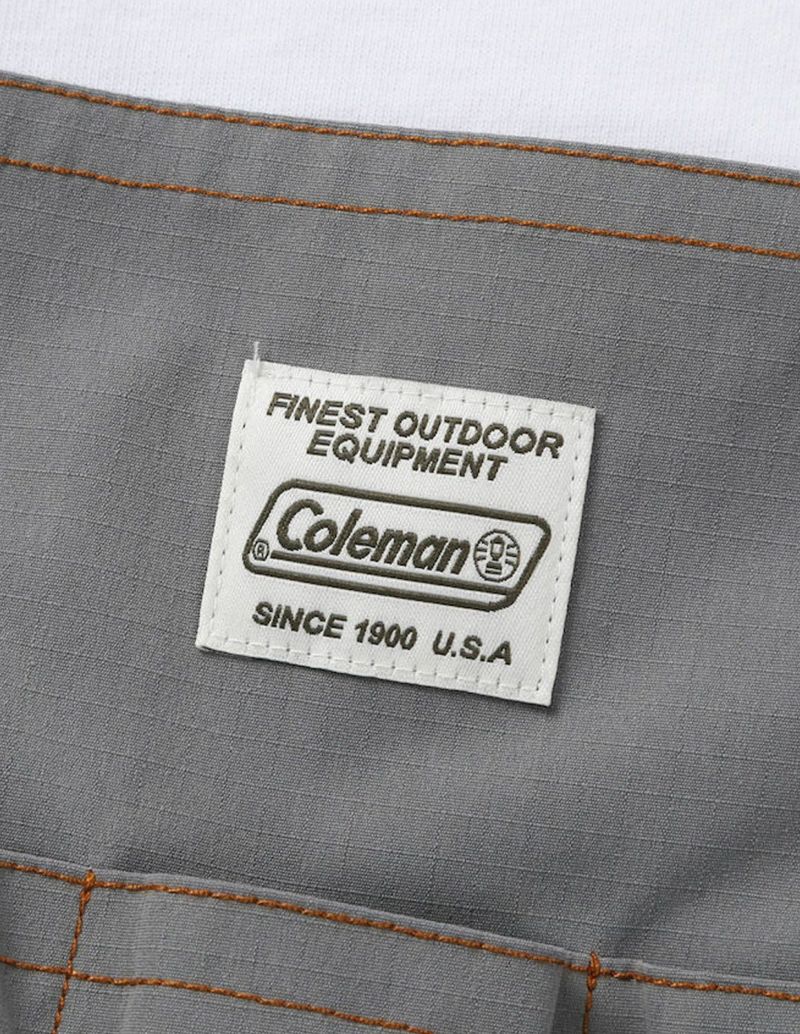 FINEST OUTDOOR
EQUIPMENT
Coleman
®
SINCE 1900 U.S.A